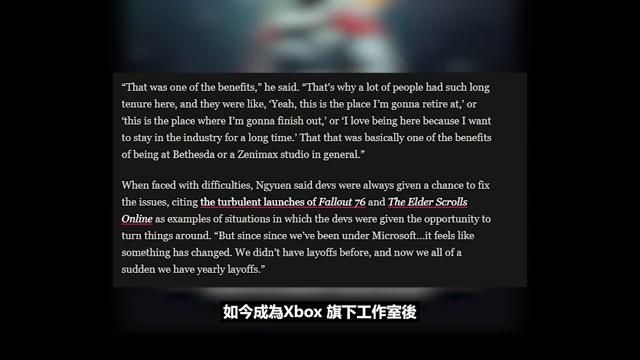 “That was one of the benefits,” he said. “That’s why a lot of people had such long
tenure here, and they were like, ‘Yeah, this is the place I’m gonna retire at,’ or
‘this is the place where I’m gonna finish out,’ or ‘I love being here because I want
to stay in the industry for a long time.’ That that was basically one of the benefits
of being at Bethesda or a Zenimax studio in general.”
When faced with difficulties, Ngyuen said devs were always given a chance to fix
the issues, citing the turbulent launches of Fallout 76 and The Elder Scrolls
Online as examples of situations in which the devs were given the opportunity to
turn things around. “But since since we’ve been under Microsoft...it feels like
something has changed. We didn’t have layoffs before, and now we all of a
sudden we have yearly layoffs.”
如今成為Xbox 旗下工作室後